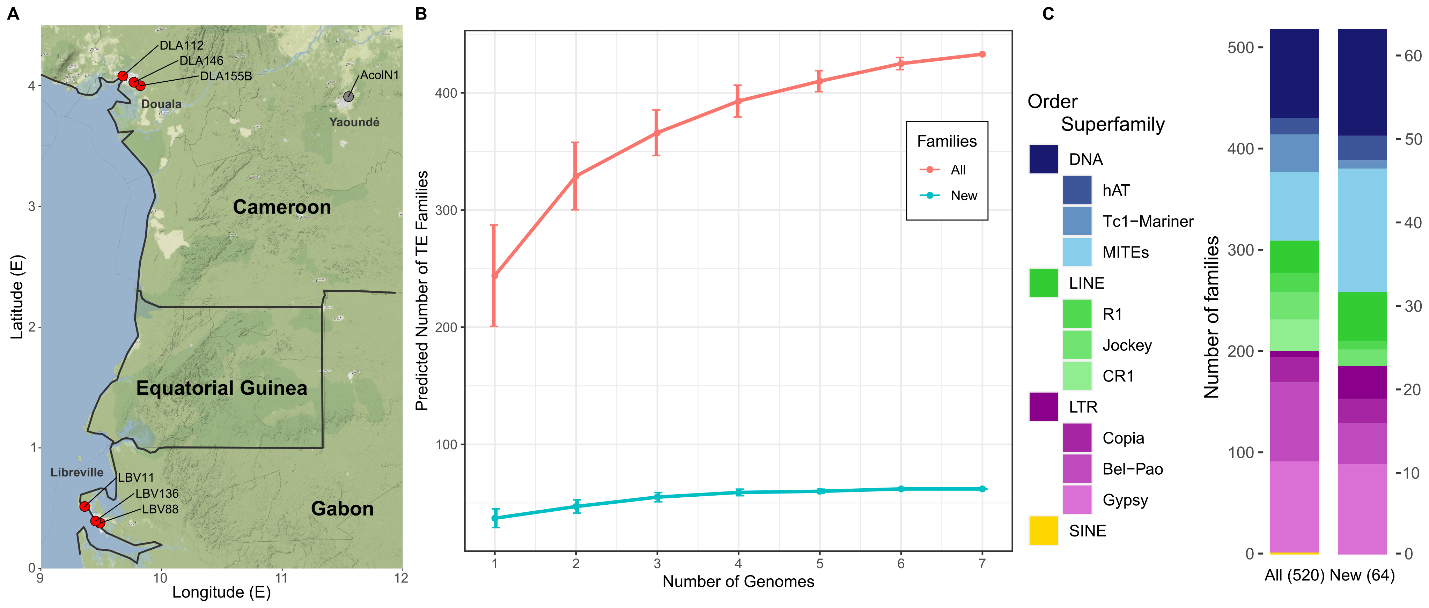 A
DLA112
DLA146
DLA155B
Douala
AcolN1
Yaoundé
Cameroon
Equatorial Guinea
Libreville
LBV11
LBV136
LBV88
Gabon
Latitude (E)
4
3
2
1
0
9
10
11
12
Longitude (E)
B
Predicted Number of TE Families
400
300
200
100
Families
All
New
1
2
3
4
5
6
7
Number of Genomes
C
Order
Superfamily
DNA
hAT
Tc1−Mariner
MITEs
LINE
R1
Jockey
CR1
LTR
Copia
Bel−Pao
Gypsy
SINE
Number of families
500
400
300
200
100
0
60
50
40
30
20
10
0
All (520) New (64)